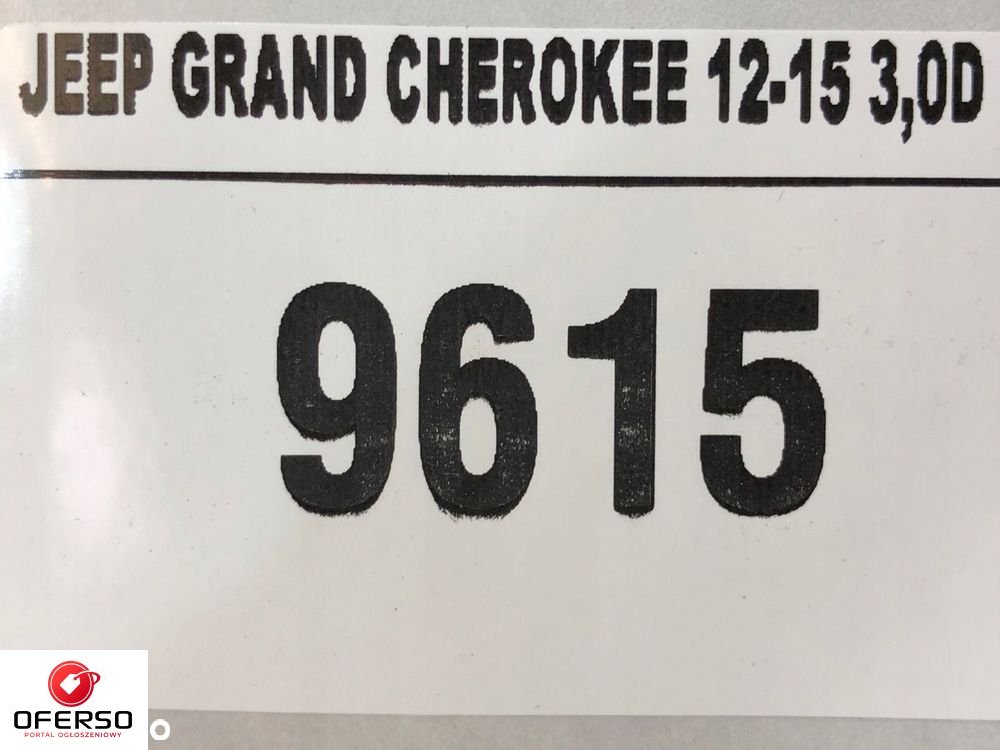 JEEP GRAND CHEROKEE 12-15 3,0D
9615
OFERSO
PORTAL OGŁOSZENIOWY